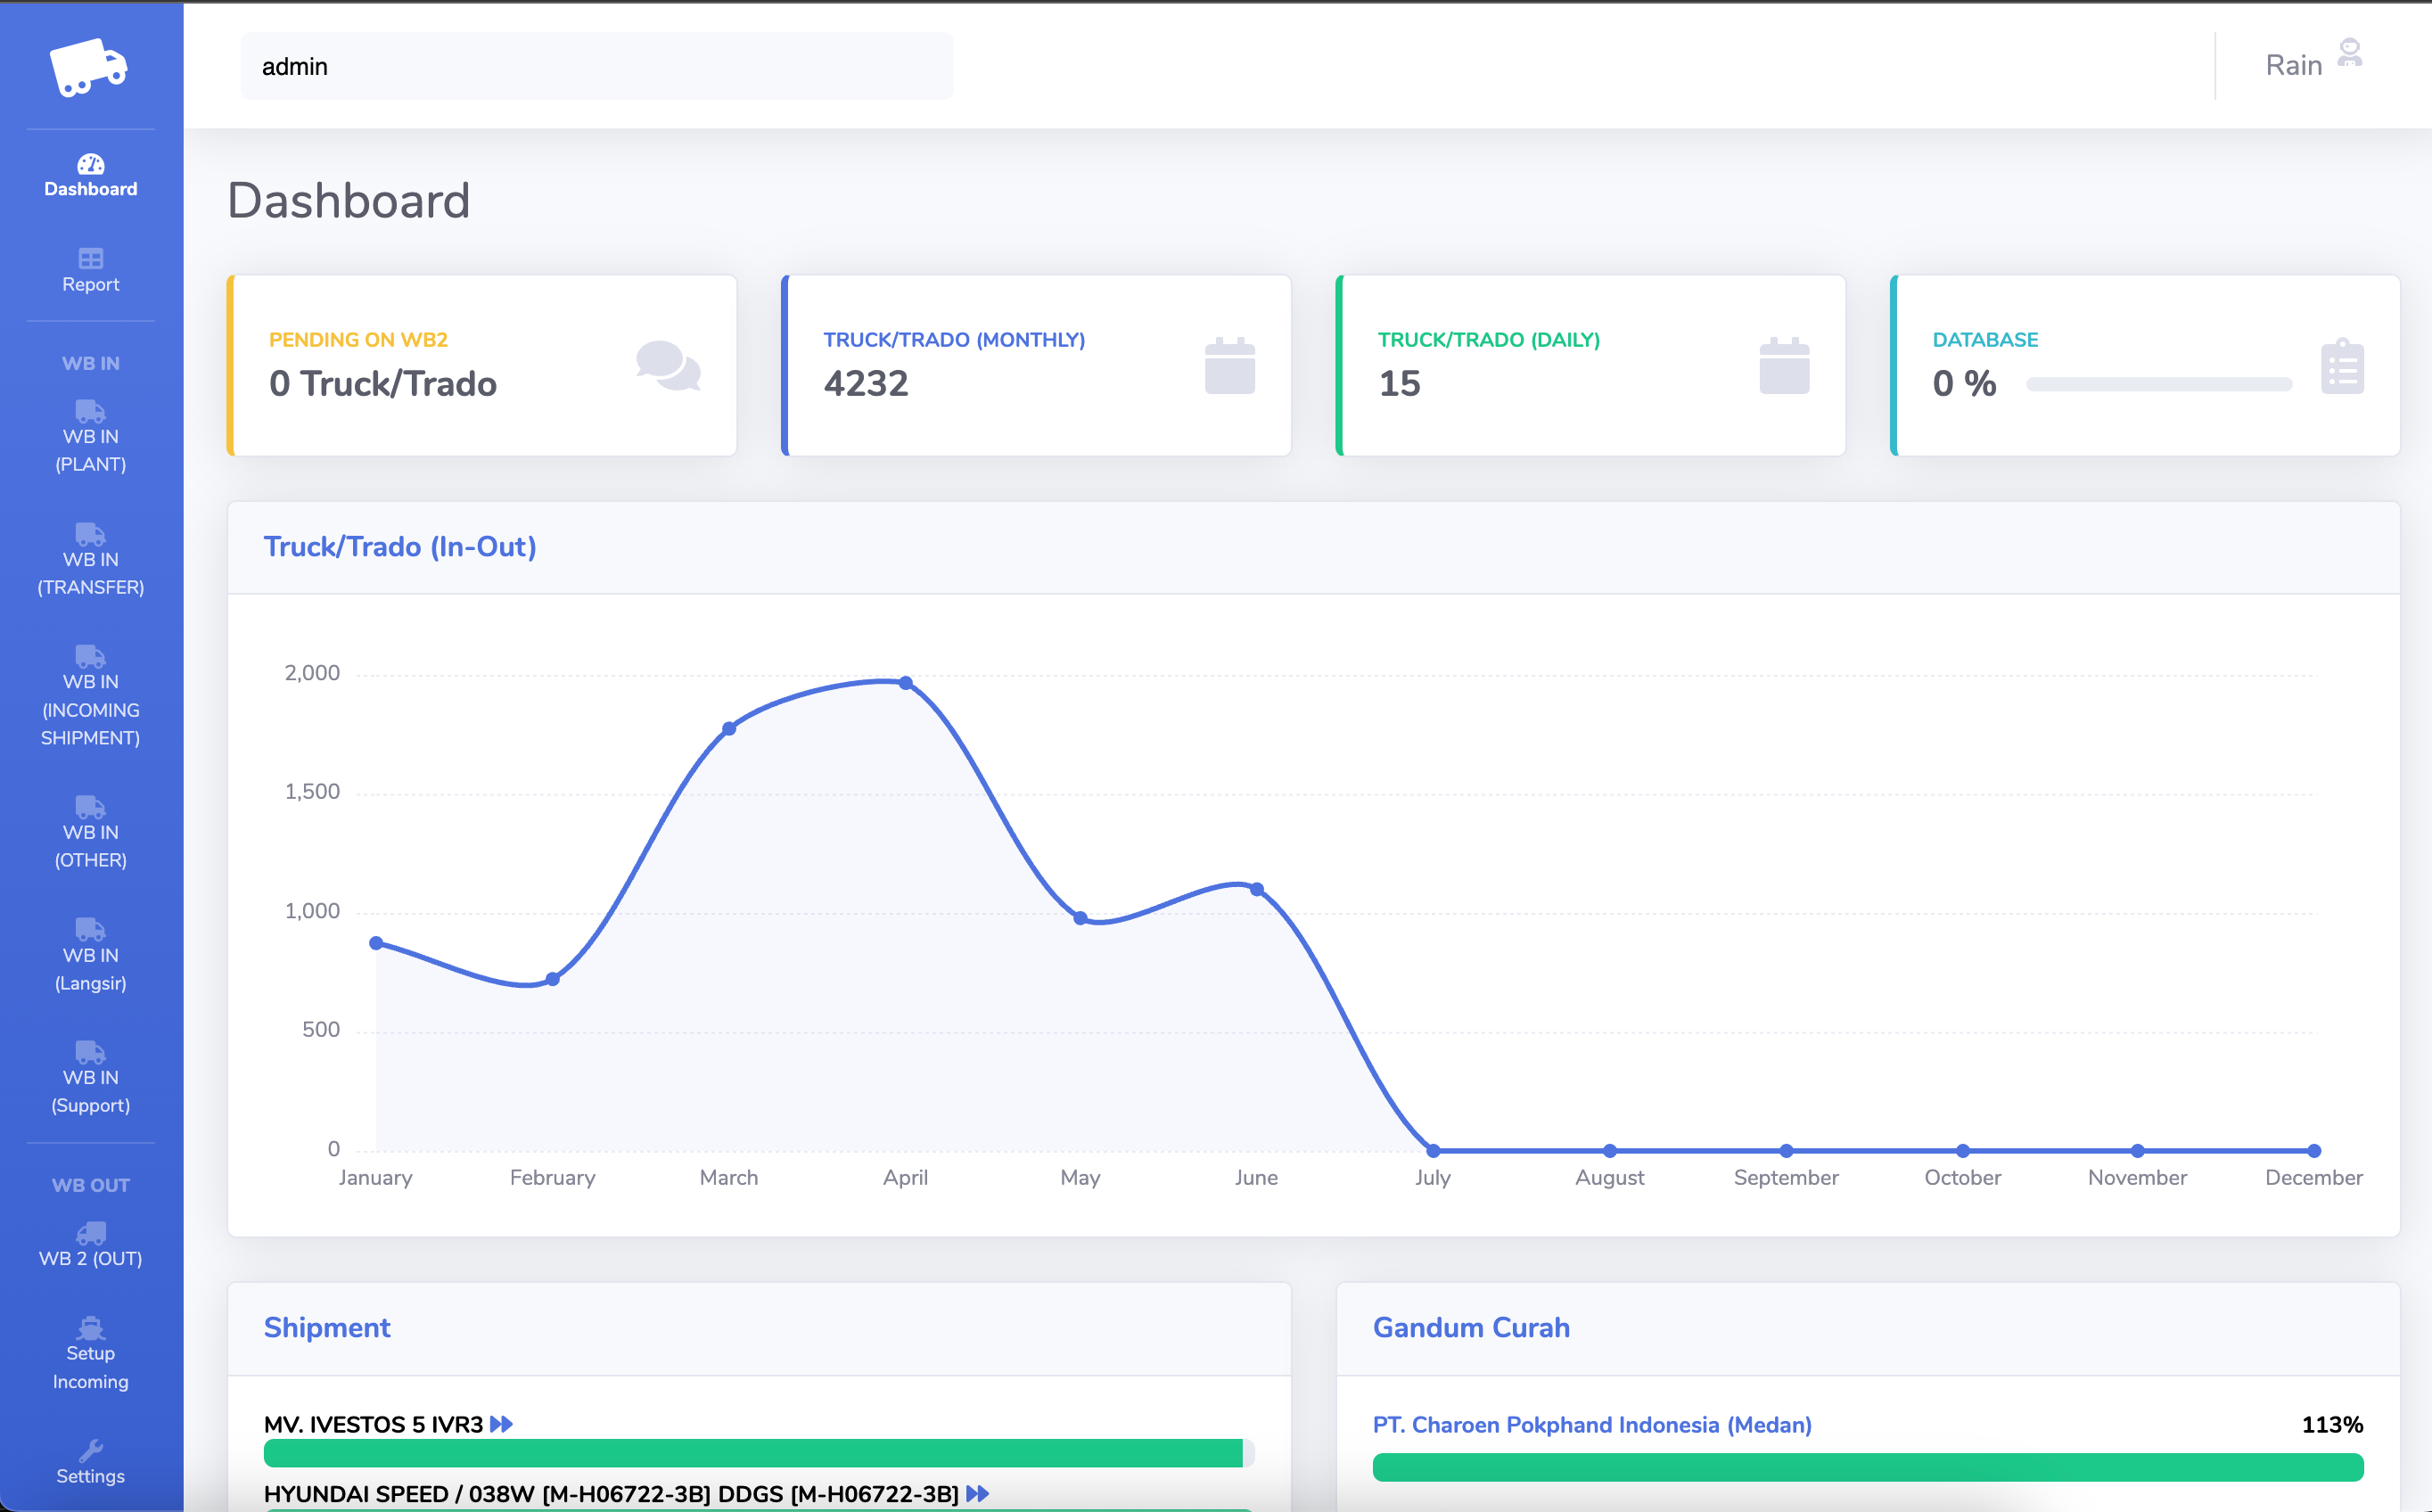 admin
Rain
Dashboard
Report
WB IN
WB IN
(PLANT)
WB IN
(TRANSFER)
WB IN
(INCOMING
SHIPMENT)
WB IN
(OTHER)
WB IN
(Langsir)
WB IN
(Support)
WB OUT
WB 2 (OUT)
Setup
Incoming
Settings
Dashboard
PENDING ON WB2
0 Truck/Trado
TRUCK/TRADO (MONTHLY)
4232
TRUCK/TRADO (DAILY)
15
DATABASE
0 %
Truck/Trado (In-Out)
2,000
1,500
1,000
500
0
January February March April May June July August September October November December
Shipment
MV. IVESTOS 5 IVR3
HYUNDAI SPEED / 038W [M-H06722-3B] DDGS [M-H06722-3B]
Gandum Curah
PT. Charoen Pokphand Indonesia (Medan) 113%